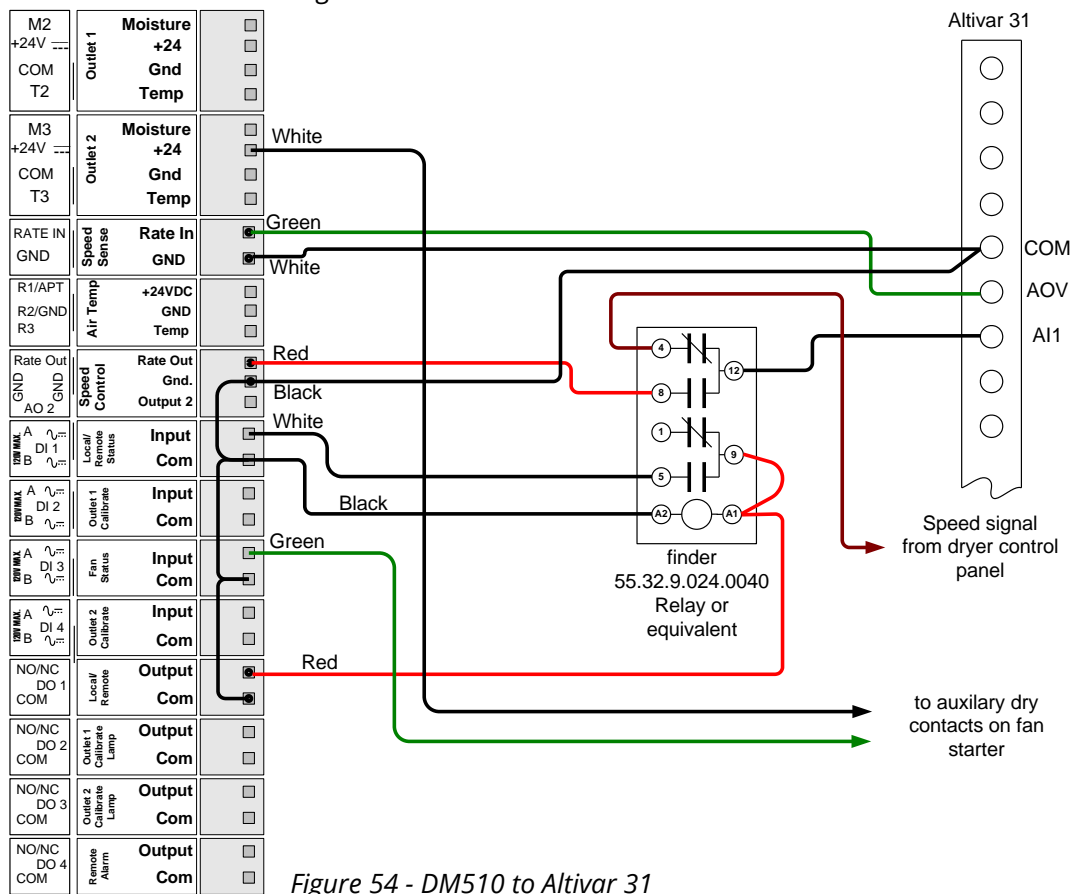 M2
+24V
COM
T2
Outlet 1
Moisture
+24
Gnd
Temp
M3
+24V
COM
T3
Outlet 2
Moisture
+24
Gnd
Temp
White
RATE IN
GND
Speed
Sense
Rate In
GND
Green
White
R1/APT
R2/GND
R3
Air Temp
+24VDC
GND
Temp
Rate Out
GND
GND
AO 2
Speed
Control
Rate Out
Gnd.
Output 2
Red
Black
120V MAX.
A
DI 1
B
Local/
Remote
Status
Input
Com
White
120V MAX.
A
DI 2
B
Outlet 1
Calibrate
Input
Com
Black
120V MAX.
A
DI 3
B
Fan
Status
Input
Com
Green
120V MAX.
A
DI 4
B
Outlet 2
Calibrate
Input
Com
NO/NC
DO 1
COM
Local/
Remote
Output
Com
Red
NO/NC
DO 2
COM
Outlet 1
Calibrate
Lamp
Output
Com
NO/NC
DO 3
COM
Outlet 2
Calibrate
Lamp
Output
Com
NO/NC
DO 4
COM
Remote
Alarm
Output
Com
4
12
8
1
9
5
A2
A1
finder
55.32.9.024.0040
Relay or
equivalent
Altivar 31
COM
AOV
AI1
Speed signal
from dryer control
panel
to auxilary dry
contacts on fan
starter
Figure 54 - DM510 to Altivar 31